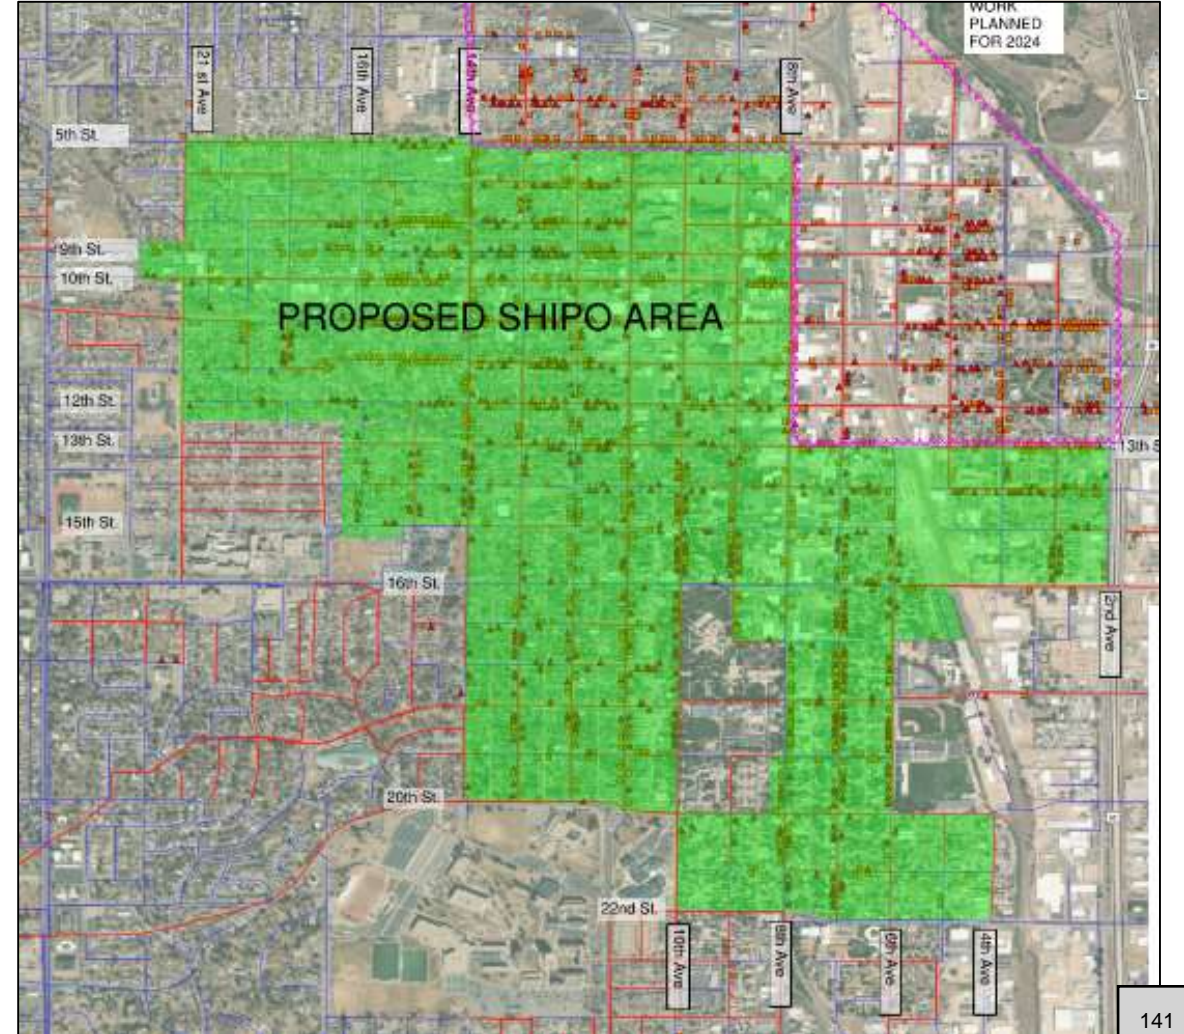 WORK
PLANNED
FOR 2024
21 st Ave
16th Ave
14th Ave
8th Ave
5th St.
9th St.
10th St.
PROPOSED SHIPO AREA
12th St.
13th St.
13th S
15th St.
16th St.
2nd Ave
20th St.
22nd St.
10th Ave
8th Ave
6th Ave
4th Ave
141